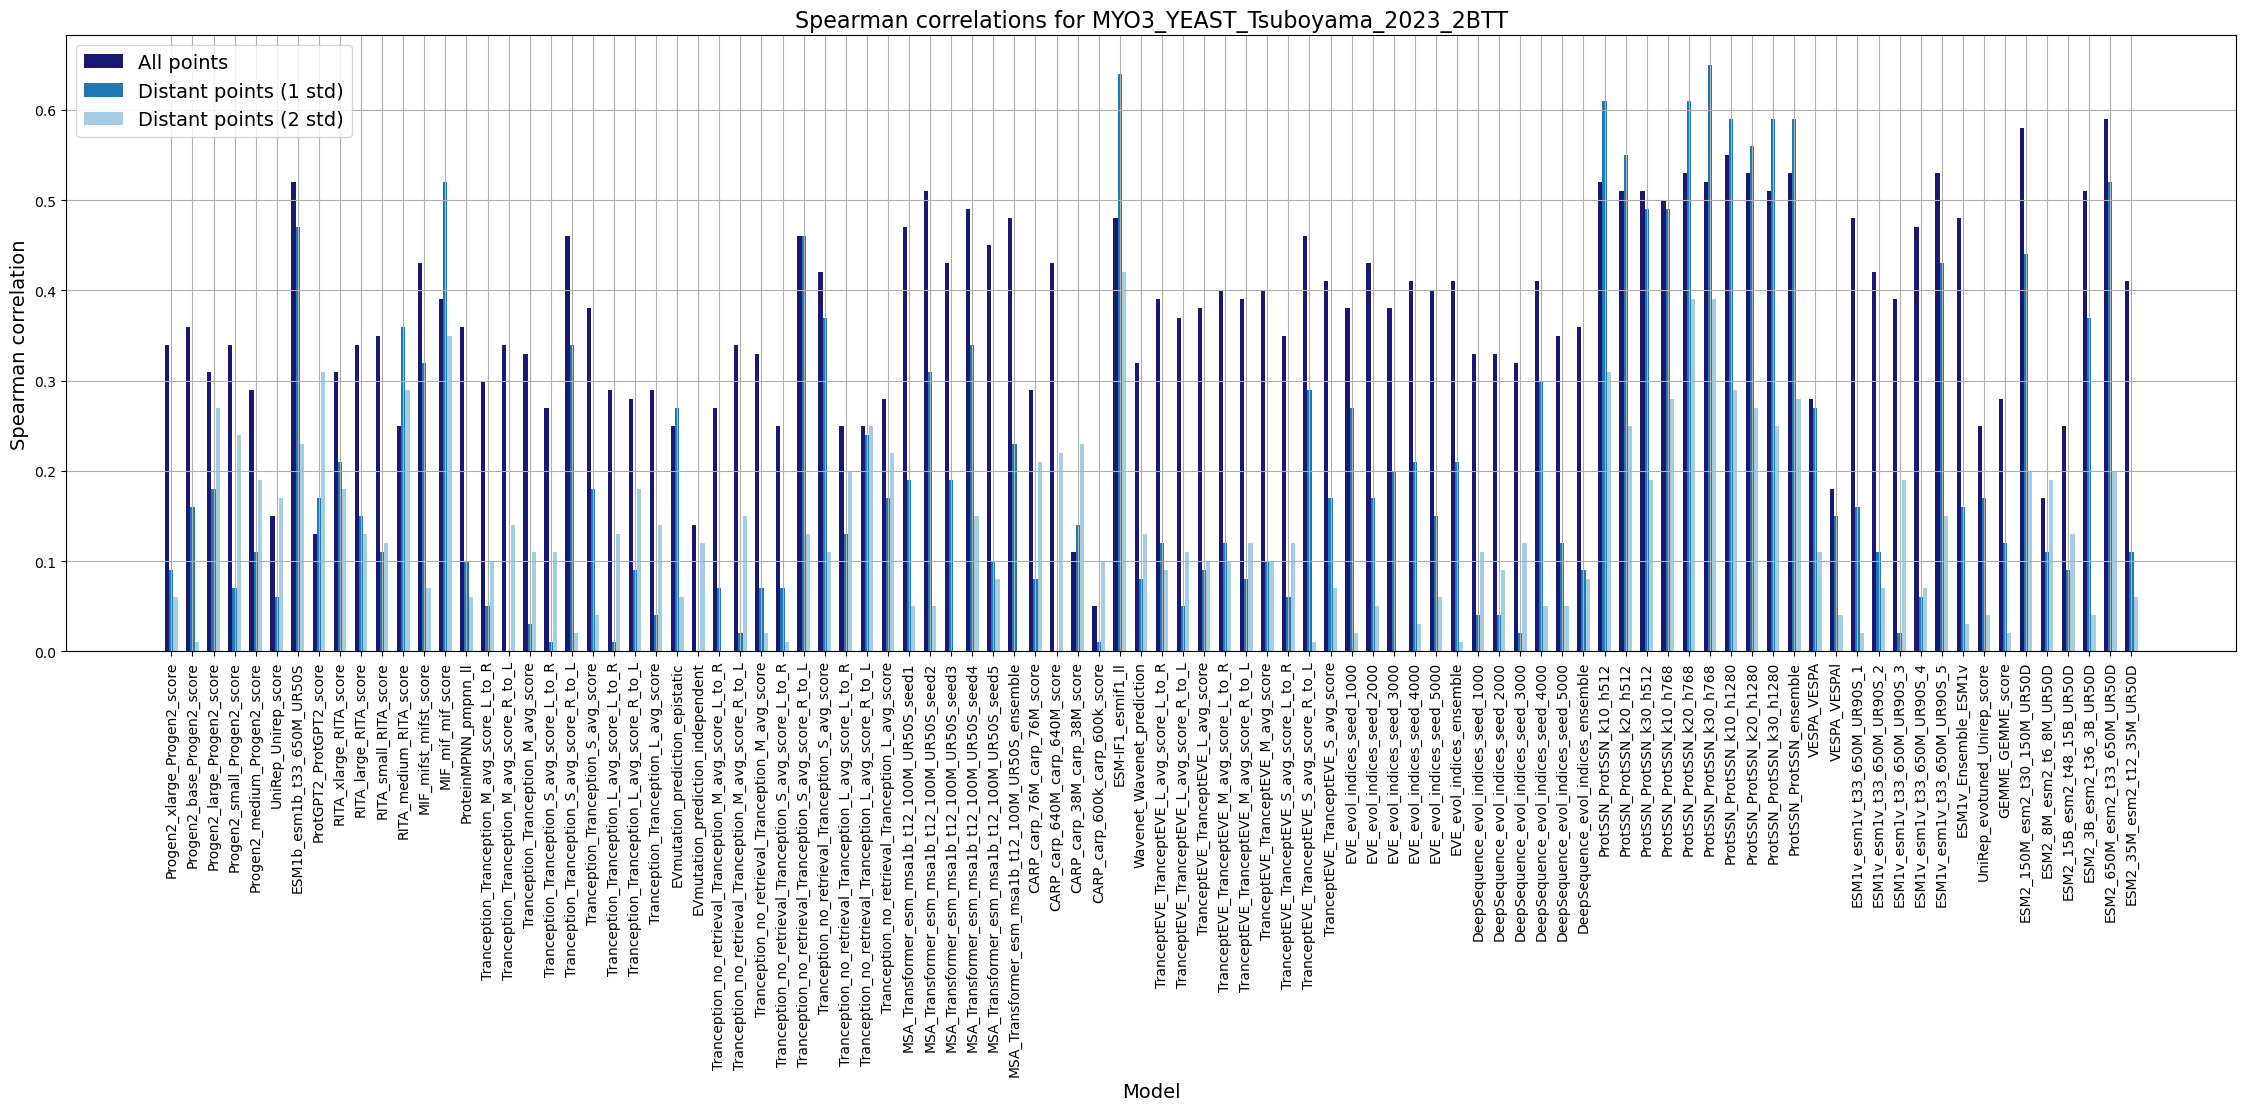 Spearman correlations for MYO3_YEAST_Tsuboyama_2023_2BTT
All points
Distant points (1 std)
Distant points (2 std)
Spearman correlation
0.6
0.5
0.4
0.3
0.2
0.1
0.0
Progen2_xlarge_Progen2_score
Progen2_base_Progen2_score
Progen2_large_Progen2_score
Progen2_small_Progen2_score
Progen2_medium_Progen2_score
UniRep_Unirep_score
ESM1b_esm1b_t33_650M_UR50S
ProtGPT2_ProtGPT2_score
RITA_xlarge_RITA_score
RITA_large_RITA_score
RITA_small_RITA_score
RITA_medium_RITA_score
MIF_mifst_mifst_score
MIF_mif_mif_score
ProteinMPNN_pmpnn_ll
Tranception_Tranception_M_avg_score_L_to_R
Tranception_Tranception_M_avg_score_R_to_L
Tranception_Tranception_M_avg_score
Tranception_Tranception_S_avg_score_L_to_R
Tranception_Tranception_S_avg_score_R_to_L
Tranception_Tranception_S_avg_score
Tranception_Tranception_L_avg_score_L_to_R
Tranception_Tranception_L_avg_score_R_to_L
Tranception_Tranception_L_avg_score
EVmutation_prediction_epistatic
EVmutation_prediction_independent
Tranception_no_retrieval_Tranception_M_avg_score_L_to_R
Tranception_no_retrieval_Tranception_M_avg_score_R_to_L
Tranception_no_retrieval_Tranception_M_avg_score
Tranception_no_retrieval_Tranception_S_avg_score_L_to_R
Tranception_no_retrieval_Tranception_S_avg_score_R_to_L
Tranception_no_retrieval_Tranception_S_avg_score
Tranception_no_retrieval_Tranception_L_avg_score_L_to_R
Tranception_no_retrieval_Tranception_L_avg_score_R_to_L
Tranception_no_retrieval_Tranception_L_avg_score
MSA_Transformer_esm_msa1b_t12_100M_UR50S_seed1
MSA_Transformer_esm_msa1b_t12_100M_UR50S_seed2
MSA_Transformer_esm_msa1b_t12_100M_UR50S_seed3
MSA_Transformer_esm_msa1b_t12_100M_UR50S_seed4
MSA_Transformer_esm_msa1b_t12_100M_UR50S_seed5
MSA_Transformer_esm_msa1b_t12_100M_UR50S_ensemble
CARP_carp_76M_carp_76M_score
CARP_carp_640M_carp_640M_score
CARP_carp_38M_carp_38M_score
CARP_carp_600k_carp_600k_score
ESM-IF1_esmif1_ll
Wavenet_Wavenet_prediction
TranceptEVE_TranceptEVE_L_avg_score_L_to_R
TranceptEVE_TranceptEVE_L_avg_score_R_to_L
TranceptEVE_TranceptEVE_L_avg_score
TranceptEVE_TranceptEVE_M_avg_score_L_to_R
TranceptEVE_TranceptEVE_M_avg_score_R_to_L
TranceptEVE_TranceptEVE_M_avg_score
TranceptEVE_TranceptEVE_S_avg_score_L_to_R
TranceptEVE_TranceptEVE_S_avg_score_R_to_L
TranceptEVE_TranceptEVE_S_avg_score
EVE_evol_indices_seed_1000
EVE_evol_indices_seed_2000
EVE_evol_indices_seed_3000
EVE_evol_indices_seed_4000
EVE_evol_indices_seed_5000
EVE_evol_indices_ensemble
DeepSequence_evol_indices_seed_1000
DeepSequence_evol_indices_seed_2000
DeepSequence_evol_indices_seed_3000
DeepSequence_evol_indices_seed_4000
DeepSequence_evol_indices_seed_5000
DeepSequence_evol_indices_ensemble
ProtSSN_ProtSSN_k10_h512
ProtSSN_ProtSSN_k20_h512
ProtSSN_ProtSSN_k30_h512
ProtSSN_ProtSSN_k10_h768
ProtSSN_ProtSSN_k20_h768
ProtSSN_ProtSSN_k30_h768
ProtSSN_ProtSSN_k10_h1280
ProtSSN_ProtSSN_k20_h1280
ProtSSN_ProtSSN_k30_h1280
ProtSSN_ProtSSN_ensemble
VESPA_VESPA
VESPA_VESPAl
ESM1v_esm1v_t33_650M_UR90S_1
ESM1v_esm1v_t33_650M_UR90S_2
ESM1v_esm1v_t33_650M_UR90S_3
ESM1v_esm1v_t33_650M_UR90S_4
ESM1v_esm1v_t33_650M_UR90S_5
ESM1v_Ensemble_ESM1v
UniRep_evotuned_Unirep_score
GEMME_GEMME_score
ESM2_150M_esm2_t30_150M_UR50D
ESM2_8M_esm2_t6_8M_UR50D
ESM2_15B_esm2_t48_15B_UR50D
ESM2_3B_esm2_t36_3B_UR50D
ESM2_650M_esm2_t33_650M_UR50D
ESM2_35M_esm2_t12_35M_UR50D
Model